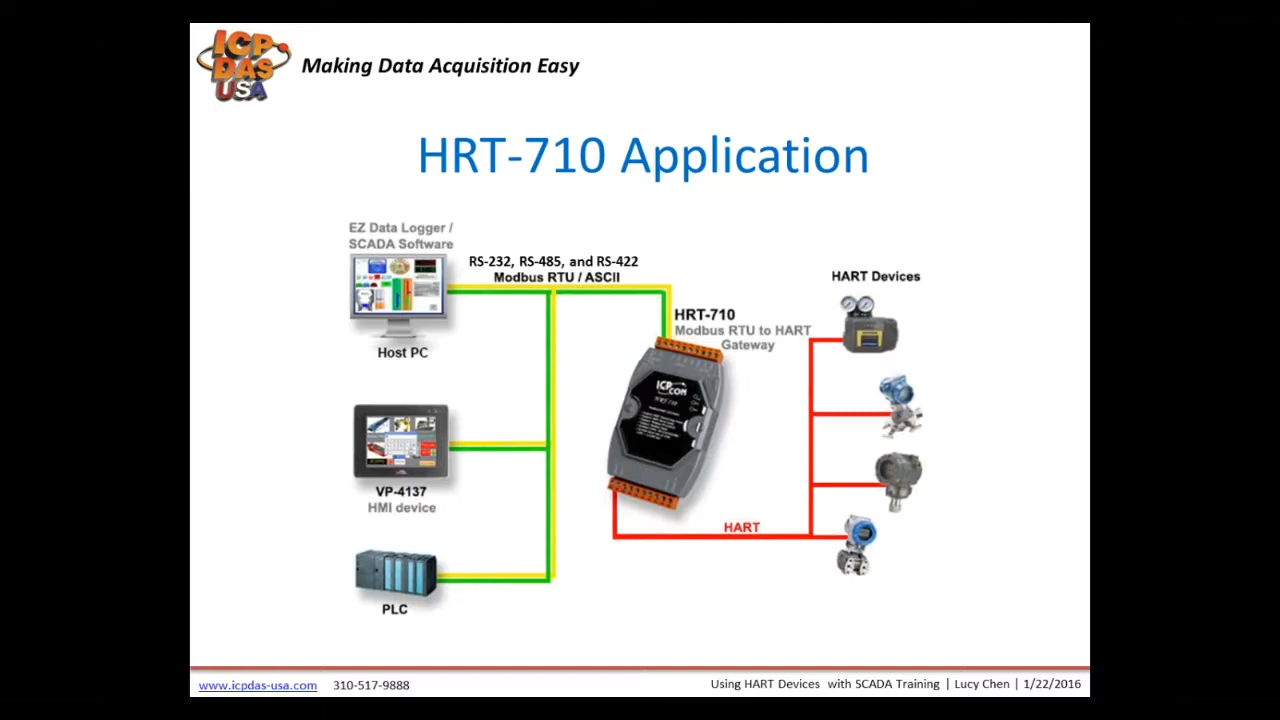 ICP
DAS
USA
Making Data Acquisition Easy
HRT-710 Application
EZ Data Logger /
SCADA Software
RS-232, RS-485, and RS-422
Modbus RTU / ASCII
HART Devices
HRT-710
Modbus RTU to HART
Gateway
Host PC
ICP
CON
VP-4137
HMI device
HART
PLC
www.icpdas-usa.com 310-517-9888
Using HART Devices with SCADA Training | Lucy Chen | 1/22/2016